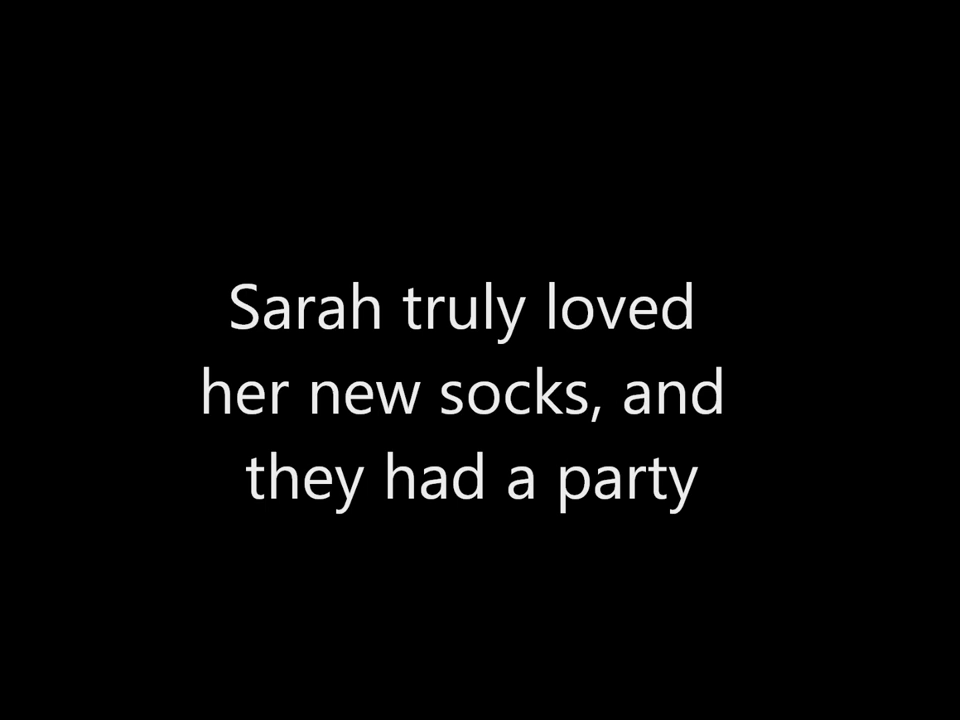 Sarah truly loved
her new socks, and
they had a party